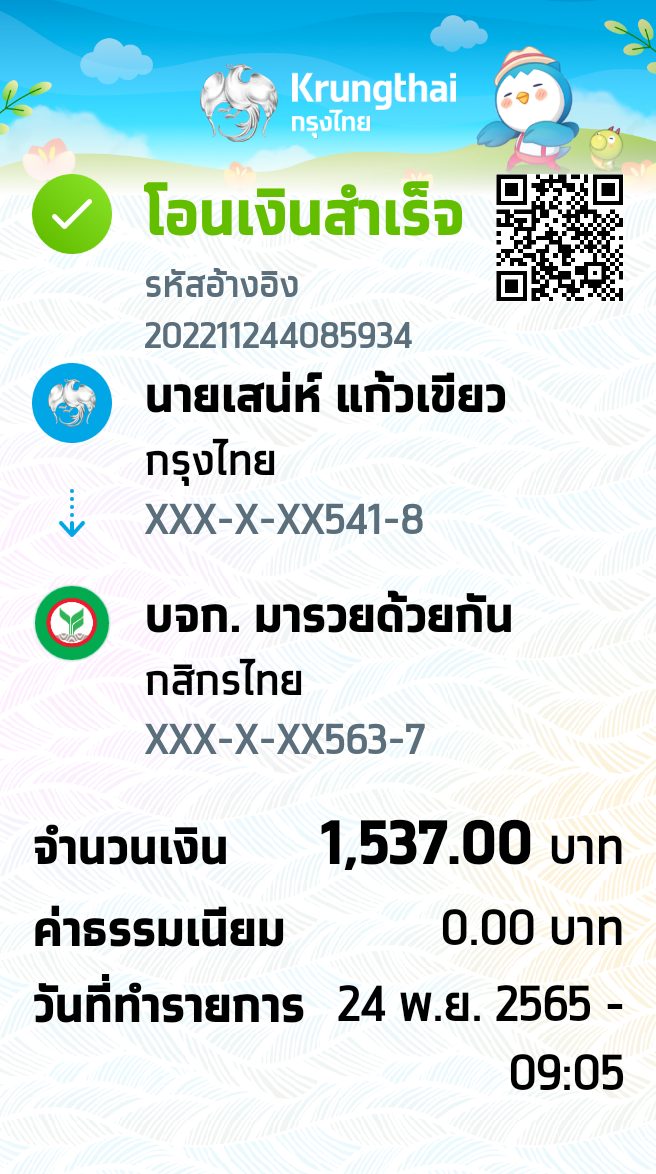 Krungthai
กรุงไทย
โอนเงินสำเร็จ
รหัสอ้างอิง
202211244085934
นายเสน่ห์ แก้วเขียว
กรุงไทย
XXX-X-XX541-8
บจก. มารวยด้วยกัน
กสิกรไทย
XXX-X-XX563-7
จำนวนเงิน 1,537.00 บาท
ค่าธรรมเนียม 0.00 บาท
วันที่ทำรายการ 24 พ.ย. 2565 -
09:05